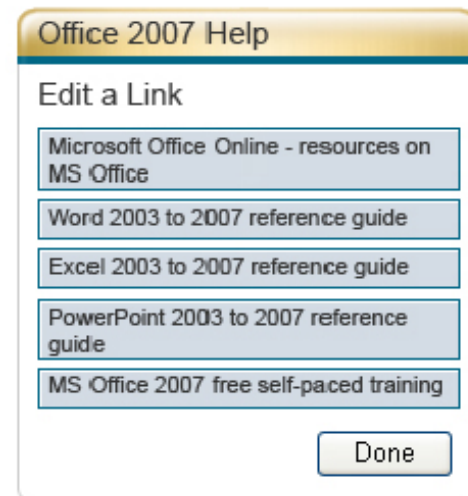 Office 2007 Help
Edit a Link
Microsoft Office Online - resources on
MS Office
Word 2003 to 2007 reference guide
Excel 2003 to 2007 reference guide
PowerPoint 2003 to 2007 reference
guide
MS Office 2007 free self-paced training
Done